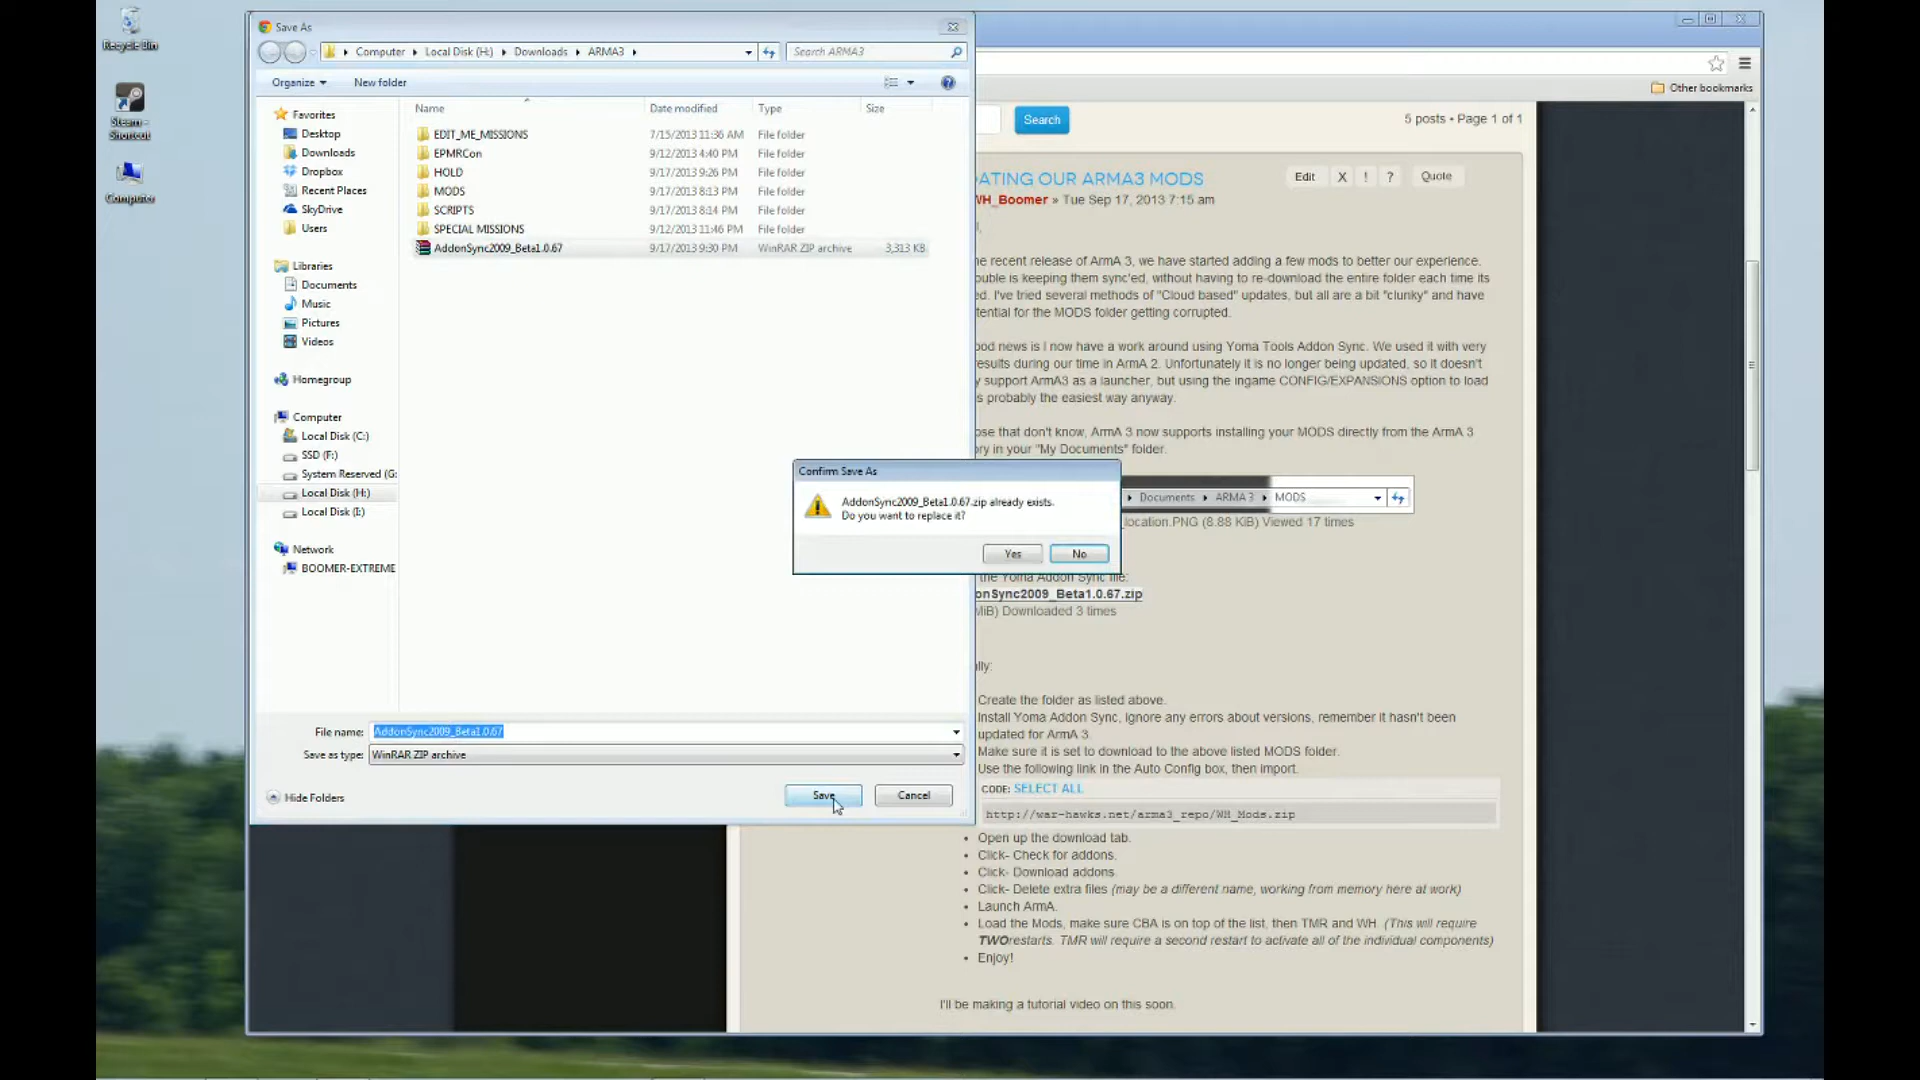 Recycle Bin
Steam - Shortcut
Computer
Save As
Computer
Local Disk (H:)
Downloads
ARMA3
Search ARMA3
Organize
New folder
Favorites
Desktop
Downloads
Dropbox
Recent Places
SkyDrive
Users
Libraries
Documents
Music
Pictures
Videos
Homegroup
Computer
Local Disk (C:)
SSD (F:)
System Reserved (G:
Local Disk (H:)
Local Disk (I:)
Network
BOOMER-EXTREME
Name Date modified Type Size
EDIT_ME_MISSIONS 7/15/2013 11:36 AM File folder
EPMRCon 9/12/2013 4:40 PM File folder
HOLD 9/17/2013 9:26 PM File folder
MODS 9/17/2013 8:13 PM File folder
SCRIPTS 9/17/2013 8:14 PM File folder
SPECIAL MISSIONS 9/12/2013 11:46 PM File folder
AddonSync2009_Beta1.0.67 9/17/2013 9:30 PM WinRAR ZIP archive 3,313 KB
File name: AddonSync2009_Beta1.0.67
Save as type: WinRAR ZIP archive
Hide Folders
Save
Cancel
Confirm Save As
AddonSync2009_Beta1.0.67.zip already exists.
Do you want to replace it?
Yes
No
Other bookmarks
Search
5 posts • Page 1 of 1
ATING OUR ARMA3 MODS
Edit X ! ? Quote
WH_Boomer » Tue Sep 17, 2013 7:15 am
l,
ne recent release of ArmA 3, we have started adding a few mods to better our experience.
ouble is keeping them sync'ed, without having to re-download the entire folder each time its
ed. I've tried several methods of "Cloud based" updates, but all are a bit "clunky" and have
tential for the MODS folder getting corrupted.
ood news is I now have a work around using Yoma Tools Addon Sync. We used it with very
results during our time in ArmA 2. Unfortunately it is no longer being updated, so it doesn't
y support ArmA3 as a launcher, but using the ingame CONFIG/EXPANSIONS option to load
s probably the easiest way anyway.
ose that don't know, ArmA 3 now supports installing your MODS directly from the ArmA 3
ry in your "My Documents" folder.
Documents
ARMA 3
MODS
_location.PNG (8.88 KiB) Viewed 17 times
the Yoma Addon Sync file:
onSync2009_Beta1.0.67.zip
MiB) Downloaded 3 times
lly:
Create the folder as listed above.
Install Yoma Addon Sync, ignore any errors about versions, remember it hasn't been
updated for ArmA 3.
Make sure it is set to download to the above listed MODS folder.
Use the following link in the Auto Config box, then import.
CODE: SELECT ALL
http://war-hawks.net/arma3_repo/WH_Mods.zip
• Open up the download tab.
• Click- Check for addons.
• Click- Download addons
• Click- Delete extra files (may be a different name, working from memory here at work)
• Launch ArmA.
• Load the Mods, make sure CBA is on top of the list, then TMR and WH. (This will require
TWOrestarts. TMR will require a second restart to activate all of the individual components)
• Enjoy!
I'll be making a tutorial video on this soon.